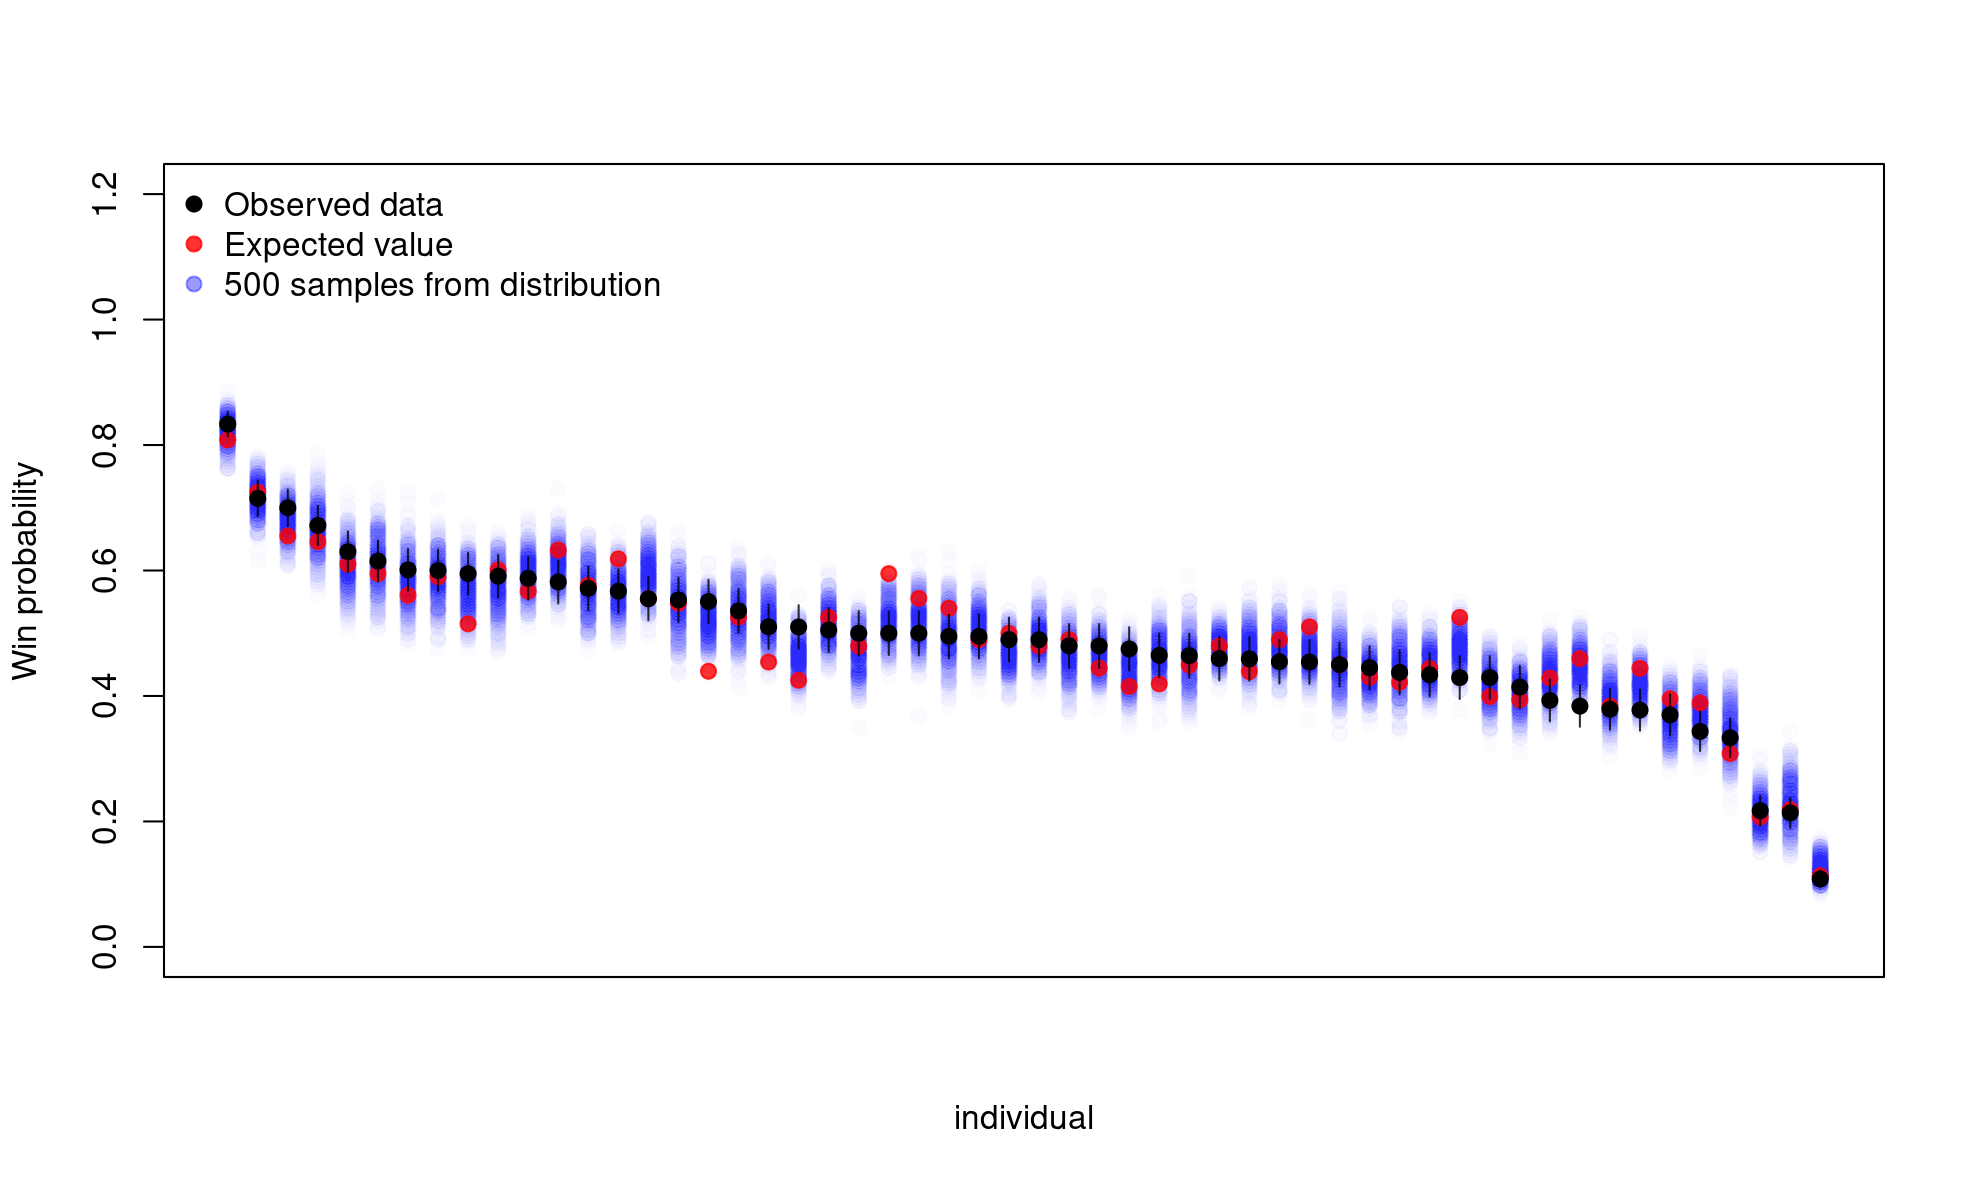 Observed data
Expected value
500 samples from distribution
Win probability
1.2
1.0
0.8
0.6
0.4
0.2
0.0
individual